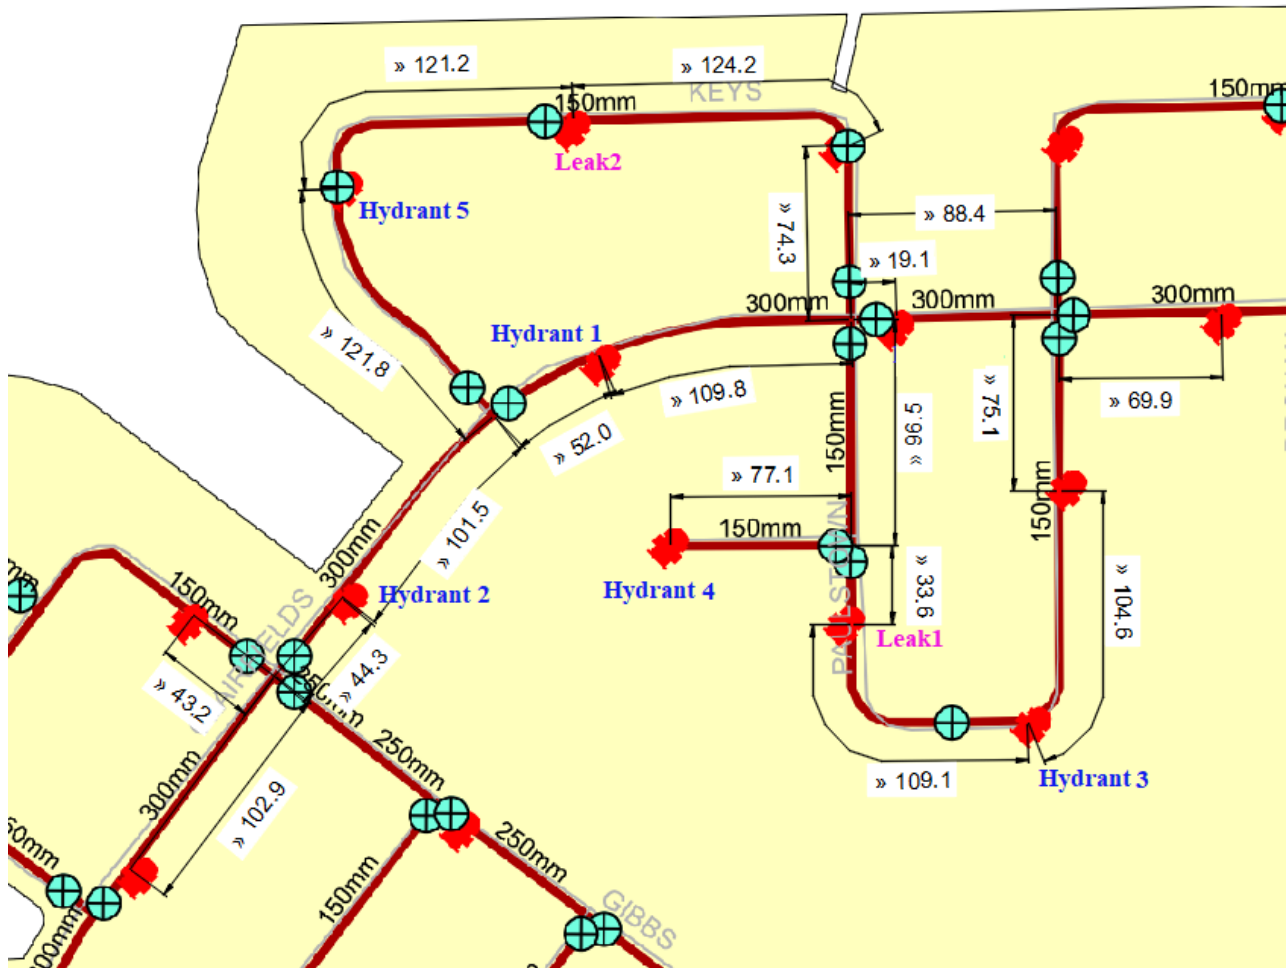 » 121.2
» 124.2
KEYS
150mm
150mm
Leak2
Hydrant 5
» 74.3
» 88.4
» 19.1
300mm
300mm
300mm
Hydrant 1
» 121.8
» 109.8
» 52.0
» 96.5
» 75.1
» 69.9
150mm
» 77.1
» 101.5
150mm
150mm
300mm
150mm
Hydrant 2
Hydrant 4
PAULSTOWN
» 33.6
Leak1
» 104.6
AIRFIELDS
» 44.3
» 43.2
250mm
250mm
300mm
» 102.9
» 109.1
Hydrant 3
250mm
150mm
GIBBS